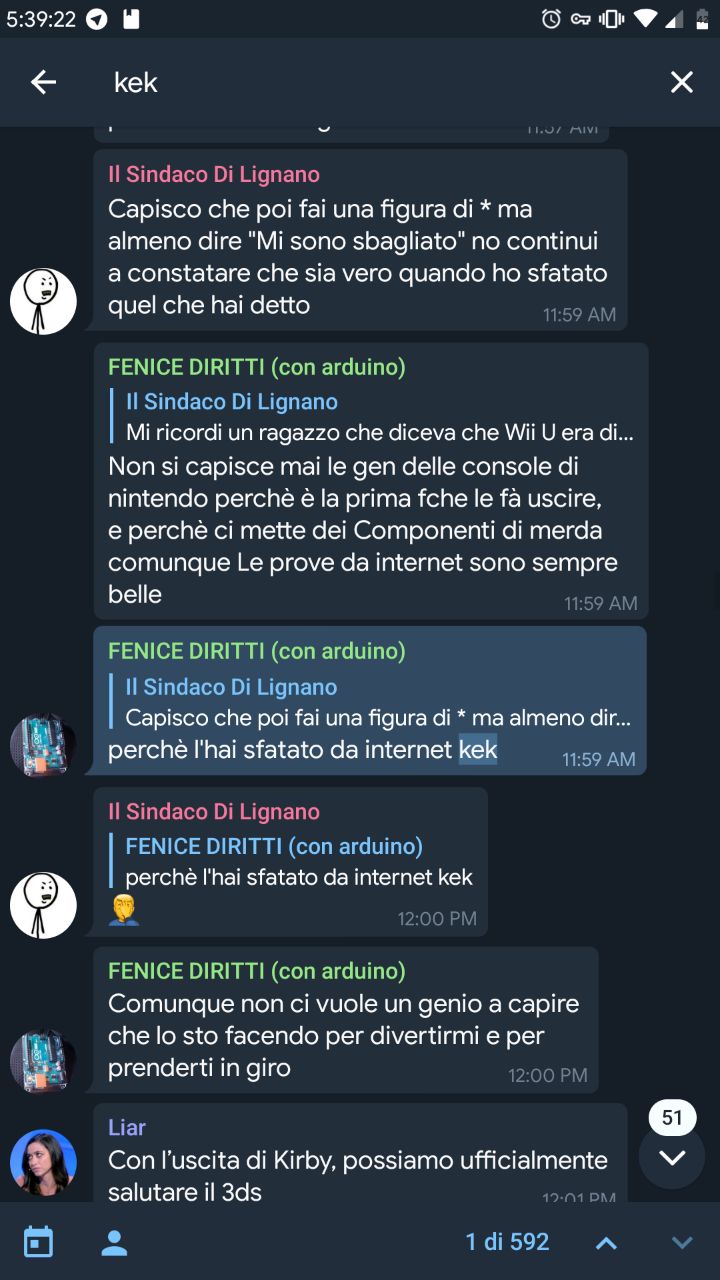 5:39:22
kek
11:57 AM
Il Sindaco Di Lignano
Capisco che poi fai una figura di * ma
almeno dire "Mi sono sbagliato" no continui
a constatare che sia vero quando ho sfatato
quel che hai detto
11:59 AM
FENICE DIRITTI (con arduino)
Il Sindaco Di Lignano
Mi ricordi un ragazzo che diceva che Wii U era di...
Non si capisce mai le gen delle console di
nintendo perchè è la prima fche le fà uscire,
e perchè ci mette dei Componenti di merda
comunque Le prove da internet sono sempre
belle
11:59 AM
FENICE DIRITTI (con arduino)
Il Sindaco Di Lignano
Capisco che poi fai una figura di * ma almeno dir...
perchè l'hai sfatato da internet kek
11:59 AM
Il Sindaco Di Lignano
FENICE DIRITTI (con arduino)
perchè l'hai sfatato da internet kek
🤦‍♂️
12:00 PM
FENICE DIRITTI (con arduino)
Comunque non ci vuole un genio a capire
che lo sto facendo per divertirmi e per
prenderti in giro
12:00 PM
Liar
Con l’uscita di Kirby, possiamo ufficialmente
salutare il 3ds
12:01 PM
51
1 di 592